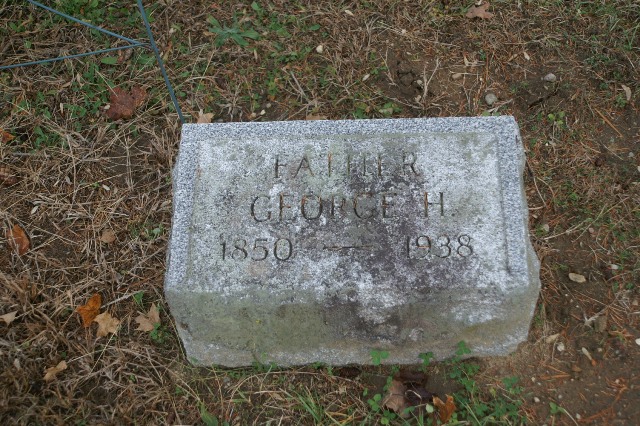 FATHER
GEORGE H.
1850 — 1938